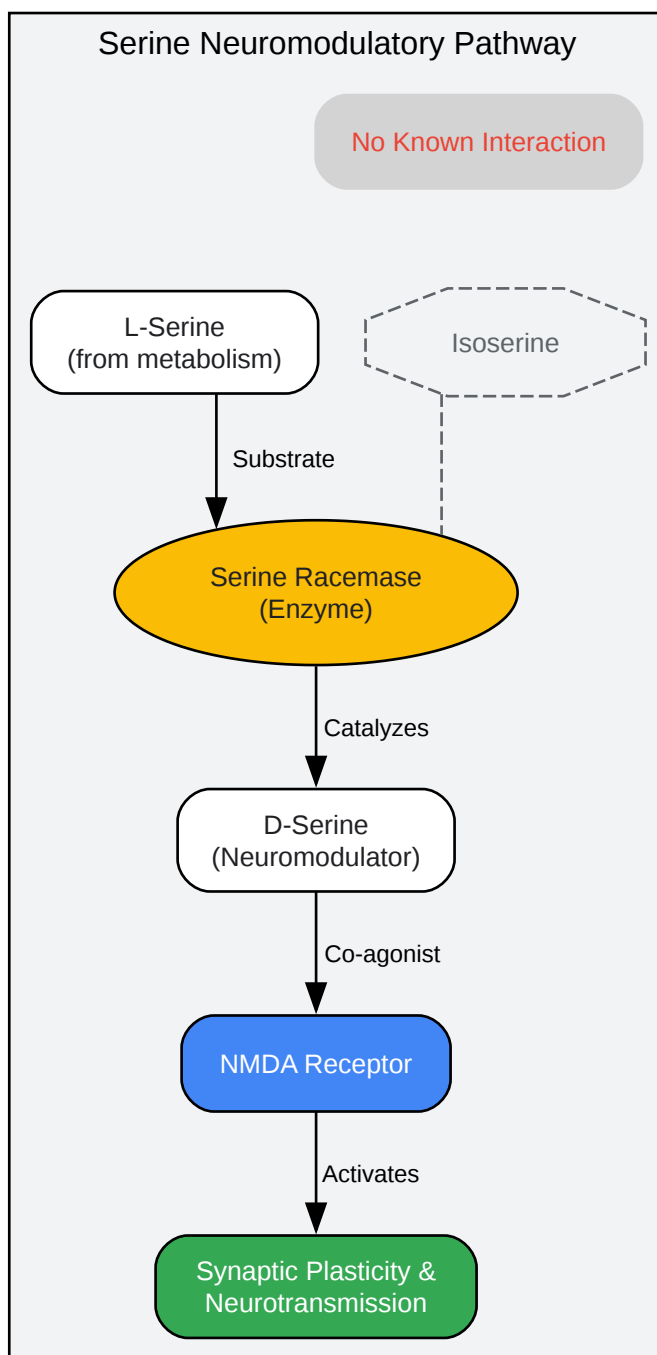 Serine Neuromodulatory Pathway
No Known Interaction
L-Serine
(from metabolism)
Isoserine
Substrate
Serine Racemase
(Enzyme)
Catalyzes
D-Serine
(Neuromodulator)
Co-agonist
NMDA Receptor
Activates
Synaptic Plasticity &
Neurotransmission